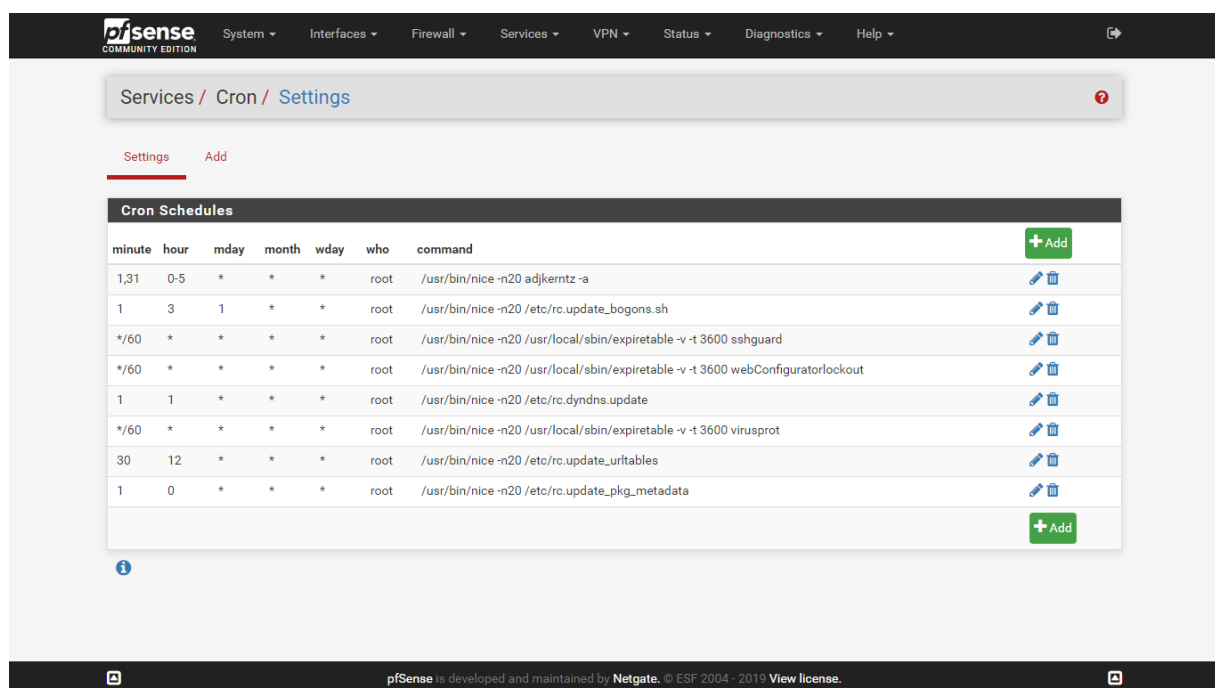 pfsense
COMMUNITY EDITION
System Interfaces Firewall Services VPN Status Diagnostics Help
Services / Cron / Settings
Settings Add
Cron Schedules
minute hour mday month wday who command Add
1,31 0-5 * * * root /usr/bin/nice -n20 adjkerntz -a
1 3 1 * * root /usr/bin/nice -n20 /etc/rc.update_bogons.sh
*/60 * * * * root /usr/bin/nice -n20 /usr/local/sbin/expiretable -v -t 3600 sshguard
*/60 * * * * root /usr/bin/nice -n20 /usr/local/sbin/expiretable -v -t 3600 webConfiguratorlockout
1 1 * * * root /usr/bin/nice -n20 /etc/rc.dyndns.update
*/60 * * * * root /usr/bin/nice -n20 /usr/local/sbin/expiretable -v -t 3600 virusprot
30 12 * * * root /usr/bin/nice -n20 /etc/rc.update_urltables
1 0 * * * root /usr/bin/nice -n20 /etc/rc.update_pkg_metadata
Add
pfSense is developed and maintained by Netgate. © ESF 2004 - 2019 View license.